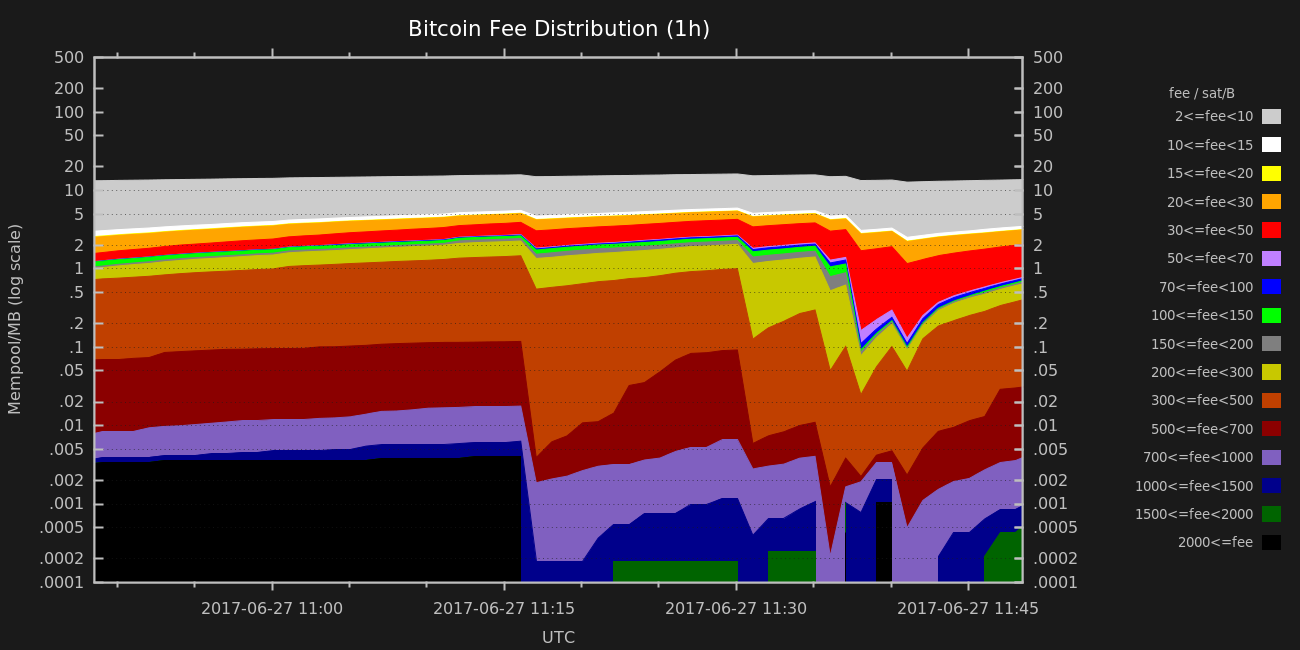 Bitcoin Fee Distribution (1h)
500 500
200 200
100 100
50 50
20 20
10 10
5 5
2 2
1 1
.5 .5
.2 .2
.1 .1
.05 .05
.02 .02
.01 .01
.005 .005
.002 .002
.001 .001
.0005 .0005
.0002 .0002
.0001 .0001
Mempool/MB (log scale)
2017-06-27 11:00 2017-06-27 11:15 2017-06-27 11:30 2017-06-27 11:45
UTC
fee / sat/B
2<=fee<10
10<=fee<15
15<=fee<20
20<=fee<30
30<=fee<50
50<=fee<70
70<=fee<100
100<=fee<150
150<=fee<200
200<=fee<300
300<=fee<500
500<=fee<700
700<=fee<1000
1000<=fee<1500
1500<=fee<2000
2000<=fee